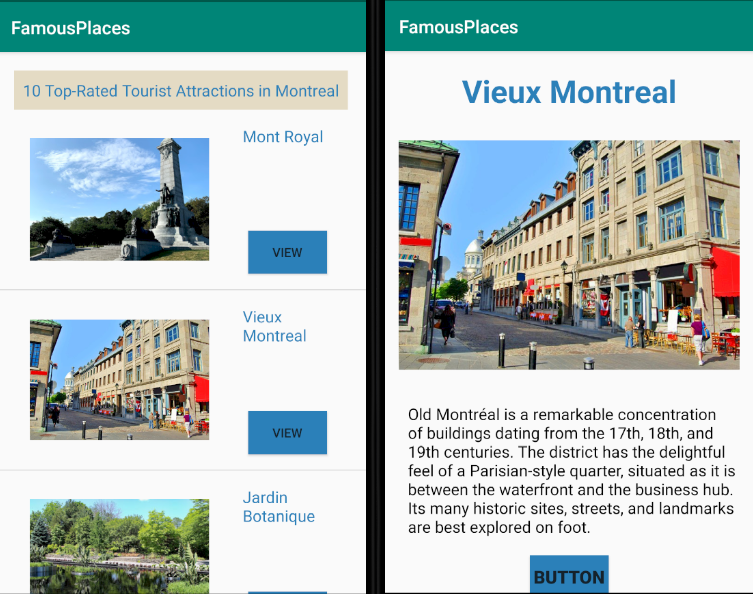 FamousPlaces
10 Top-Rated Tourist Attractions in Montreal
Mont Royal
VIEW
Vieux
Montreal
VIEW
Jardin
Botanique
FamousPlaces
Vieux Montreal
Old Montréal is a remarkable concentration
of buildings dating from the 17th, 18th, and
19th centuries. The district has the delightful
feel of a Parisian-style quarter, situated as it is
between the waterfront and the business hub.
Its many historic sites, streets, and landmarks
are best explored on foot.
BUTTON